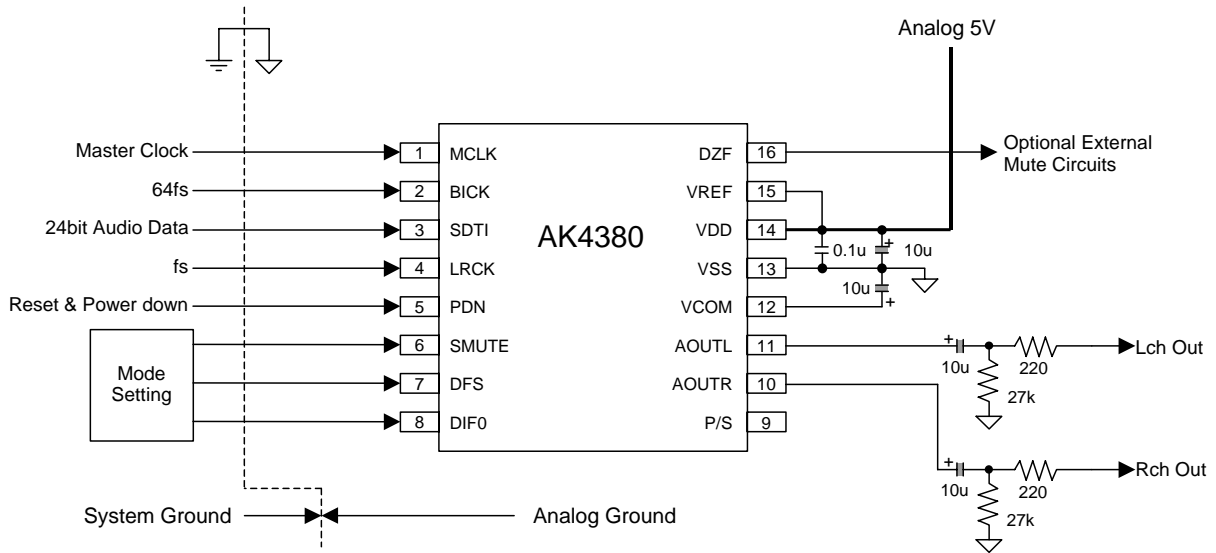 Analog 5V
Master Clock
1
MCLK
DZF
16
Optional External
Mute Circuits
64fs
2
BICK
VREF
15
24bit Audio Data
3
SDTI
AK4380
VDD
14
0.1u
+
10u
fs
4
LRCK
VSS
13
10u
+
Reset & Power down
5
PDN
VCOM
12
Mode
Setting
6
SMUTE
AOUTL
11
+
10u
220
27k
Lch Out
7
DFS
AOUTR
10
8
DIF0
P/S
9
+
10u
220
27k
Rch Out
System Ground
Analog Ground